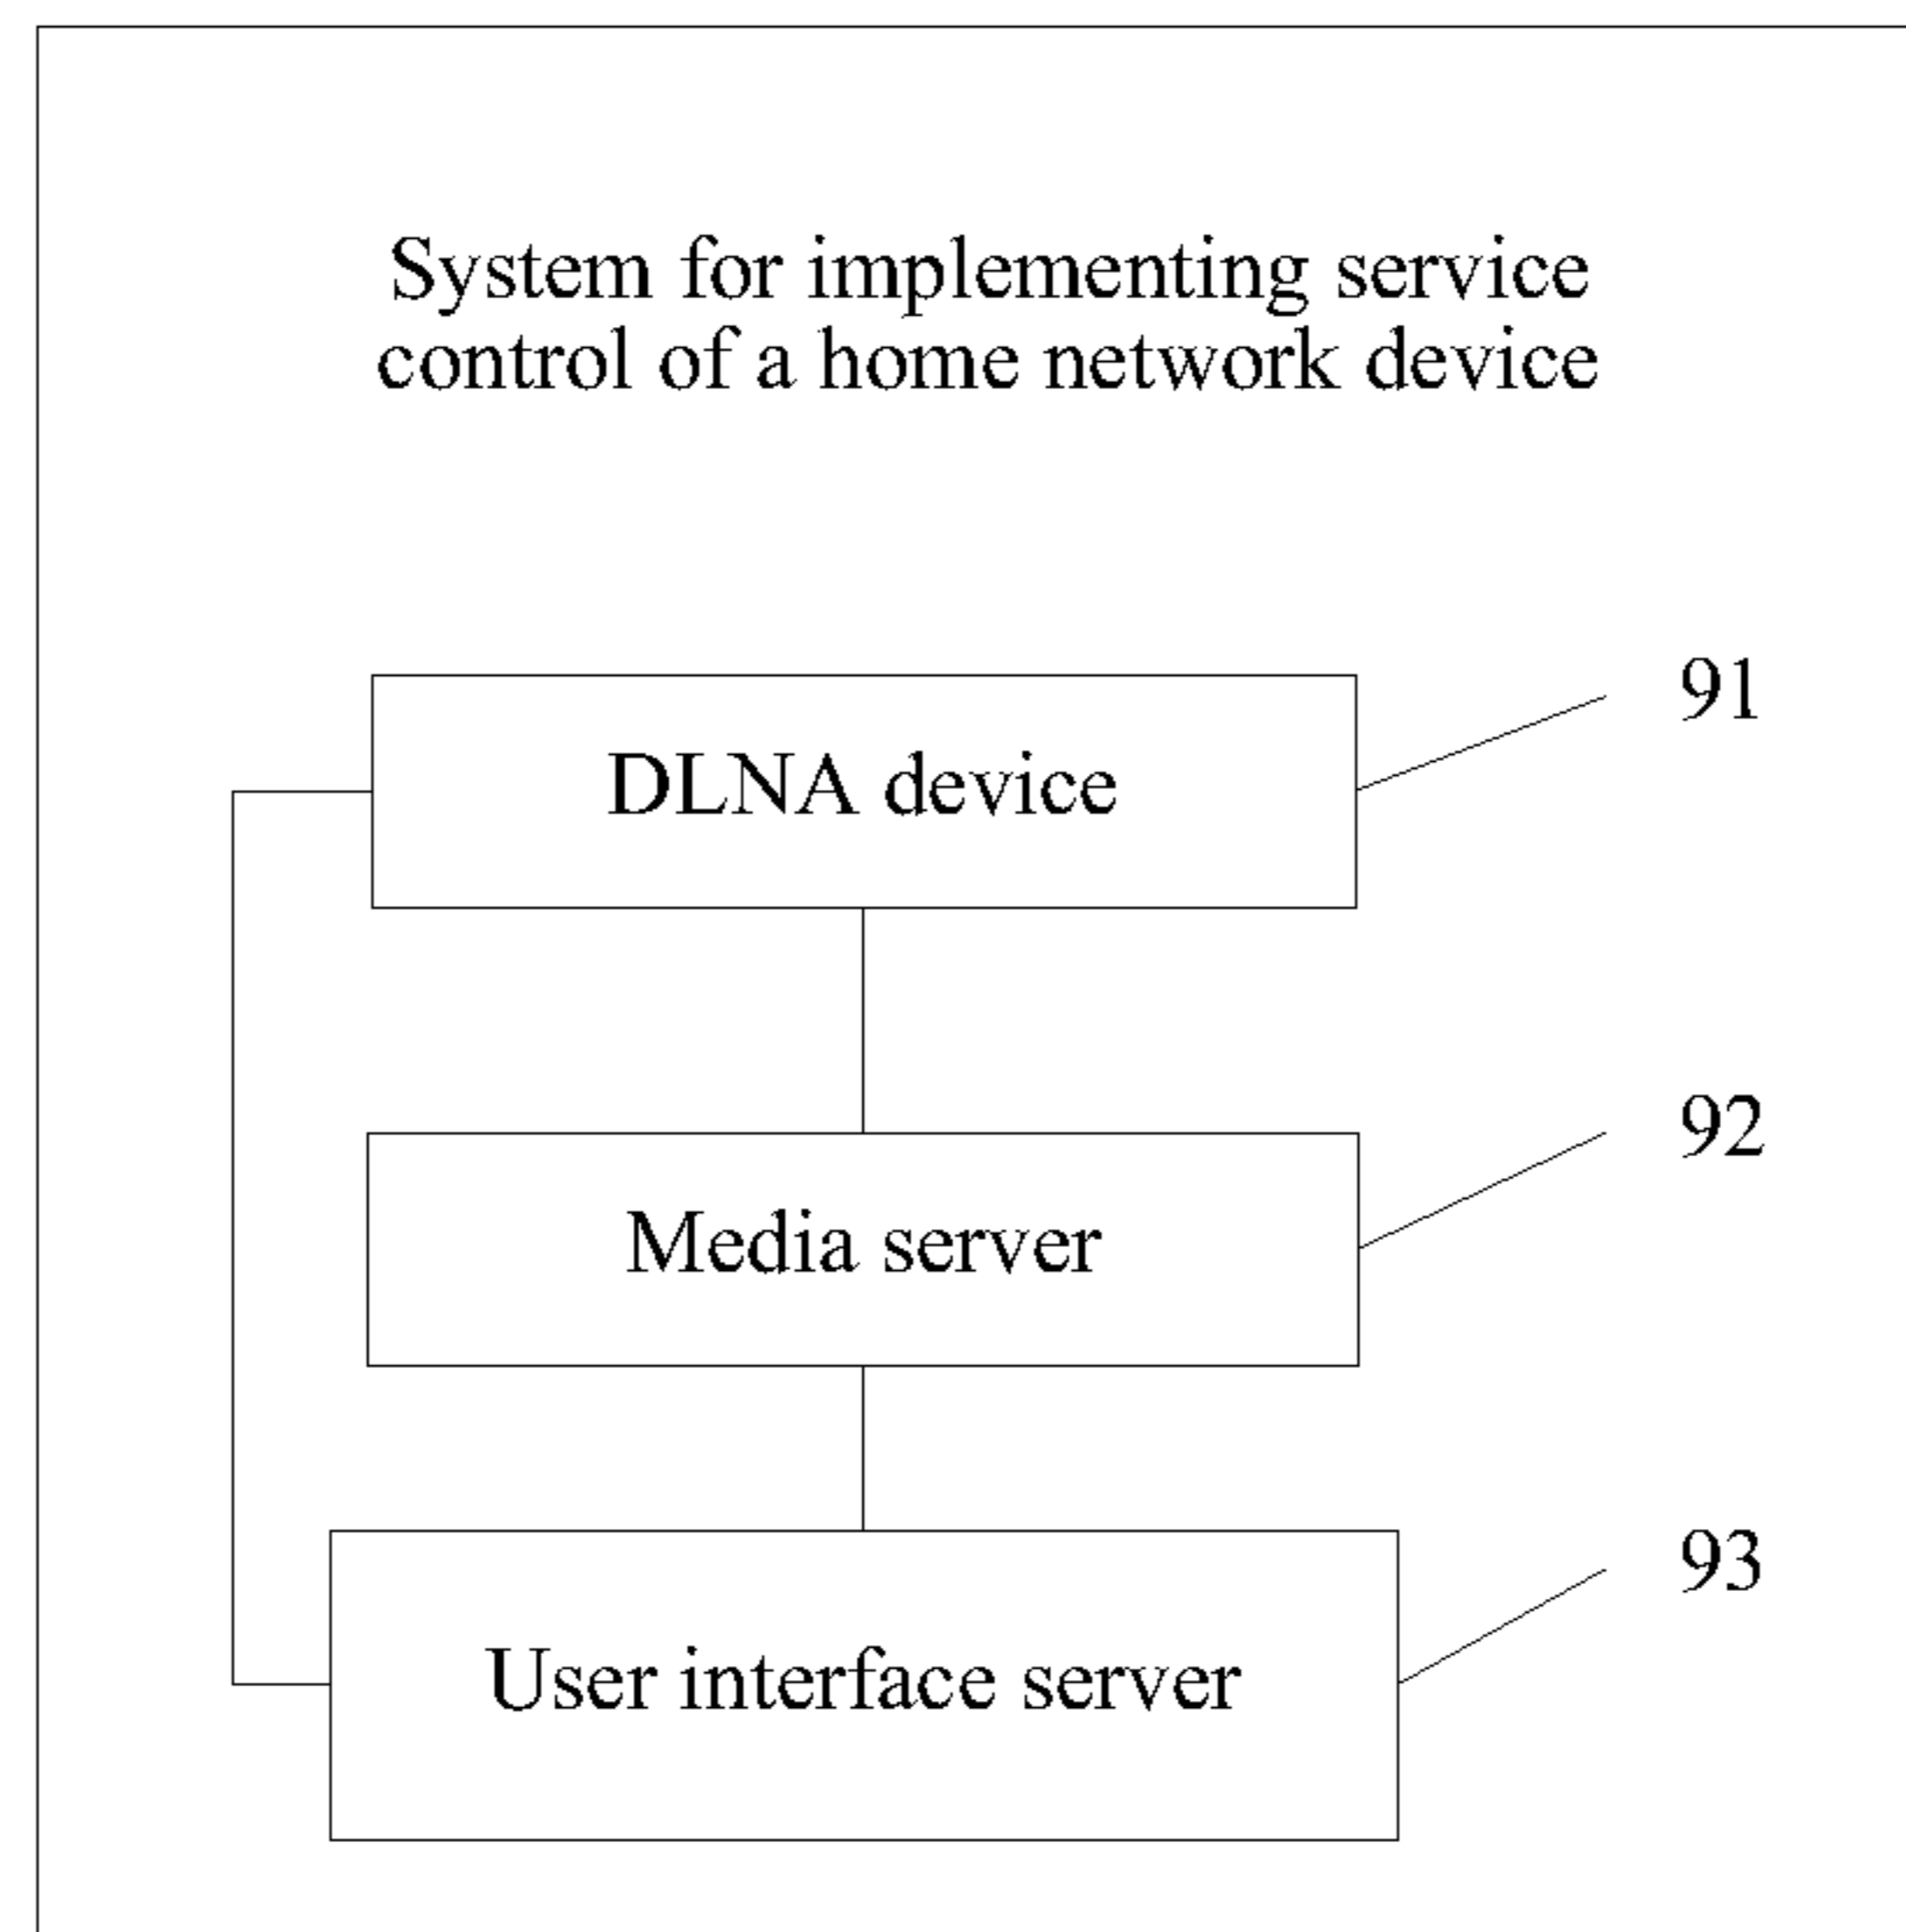 System for implementing service
control of a home network device
DLNA device
91
Media server
92
User interface server
93